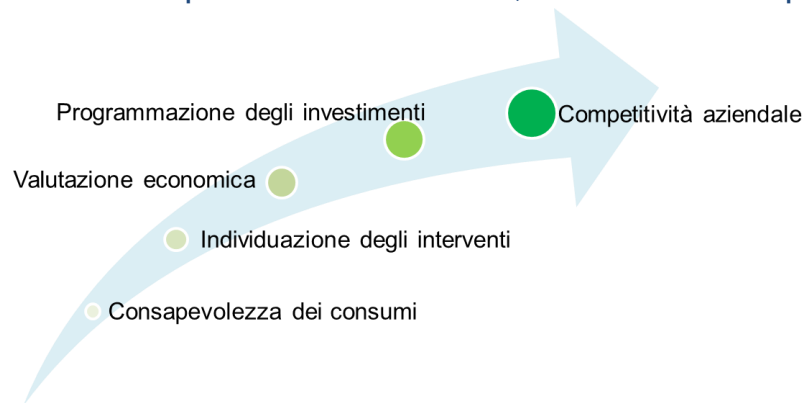 Programmazione degli investimenti
Competitività aziendale
Valutazione economica
Individuazione degli interventi
Consapevolezza dei consumi